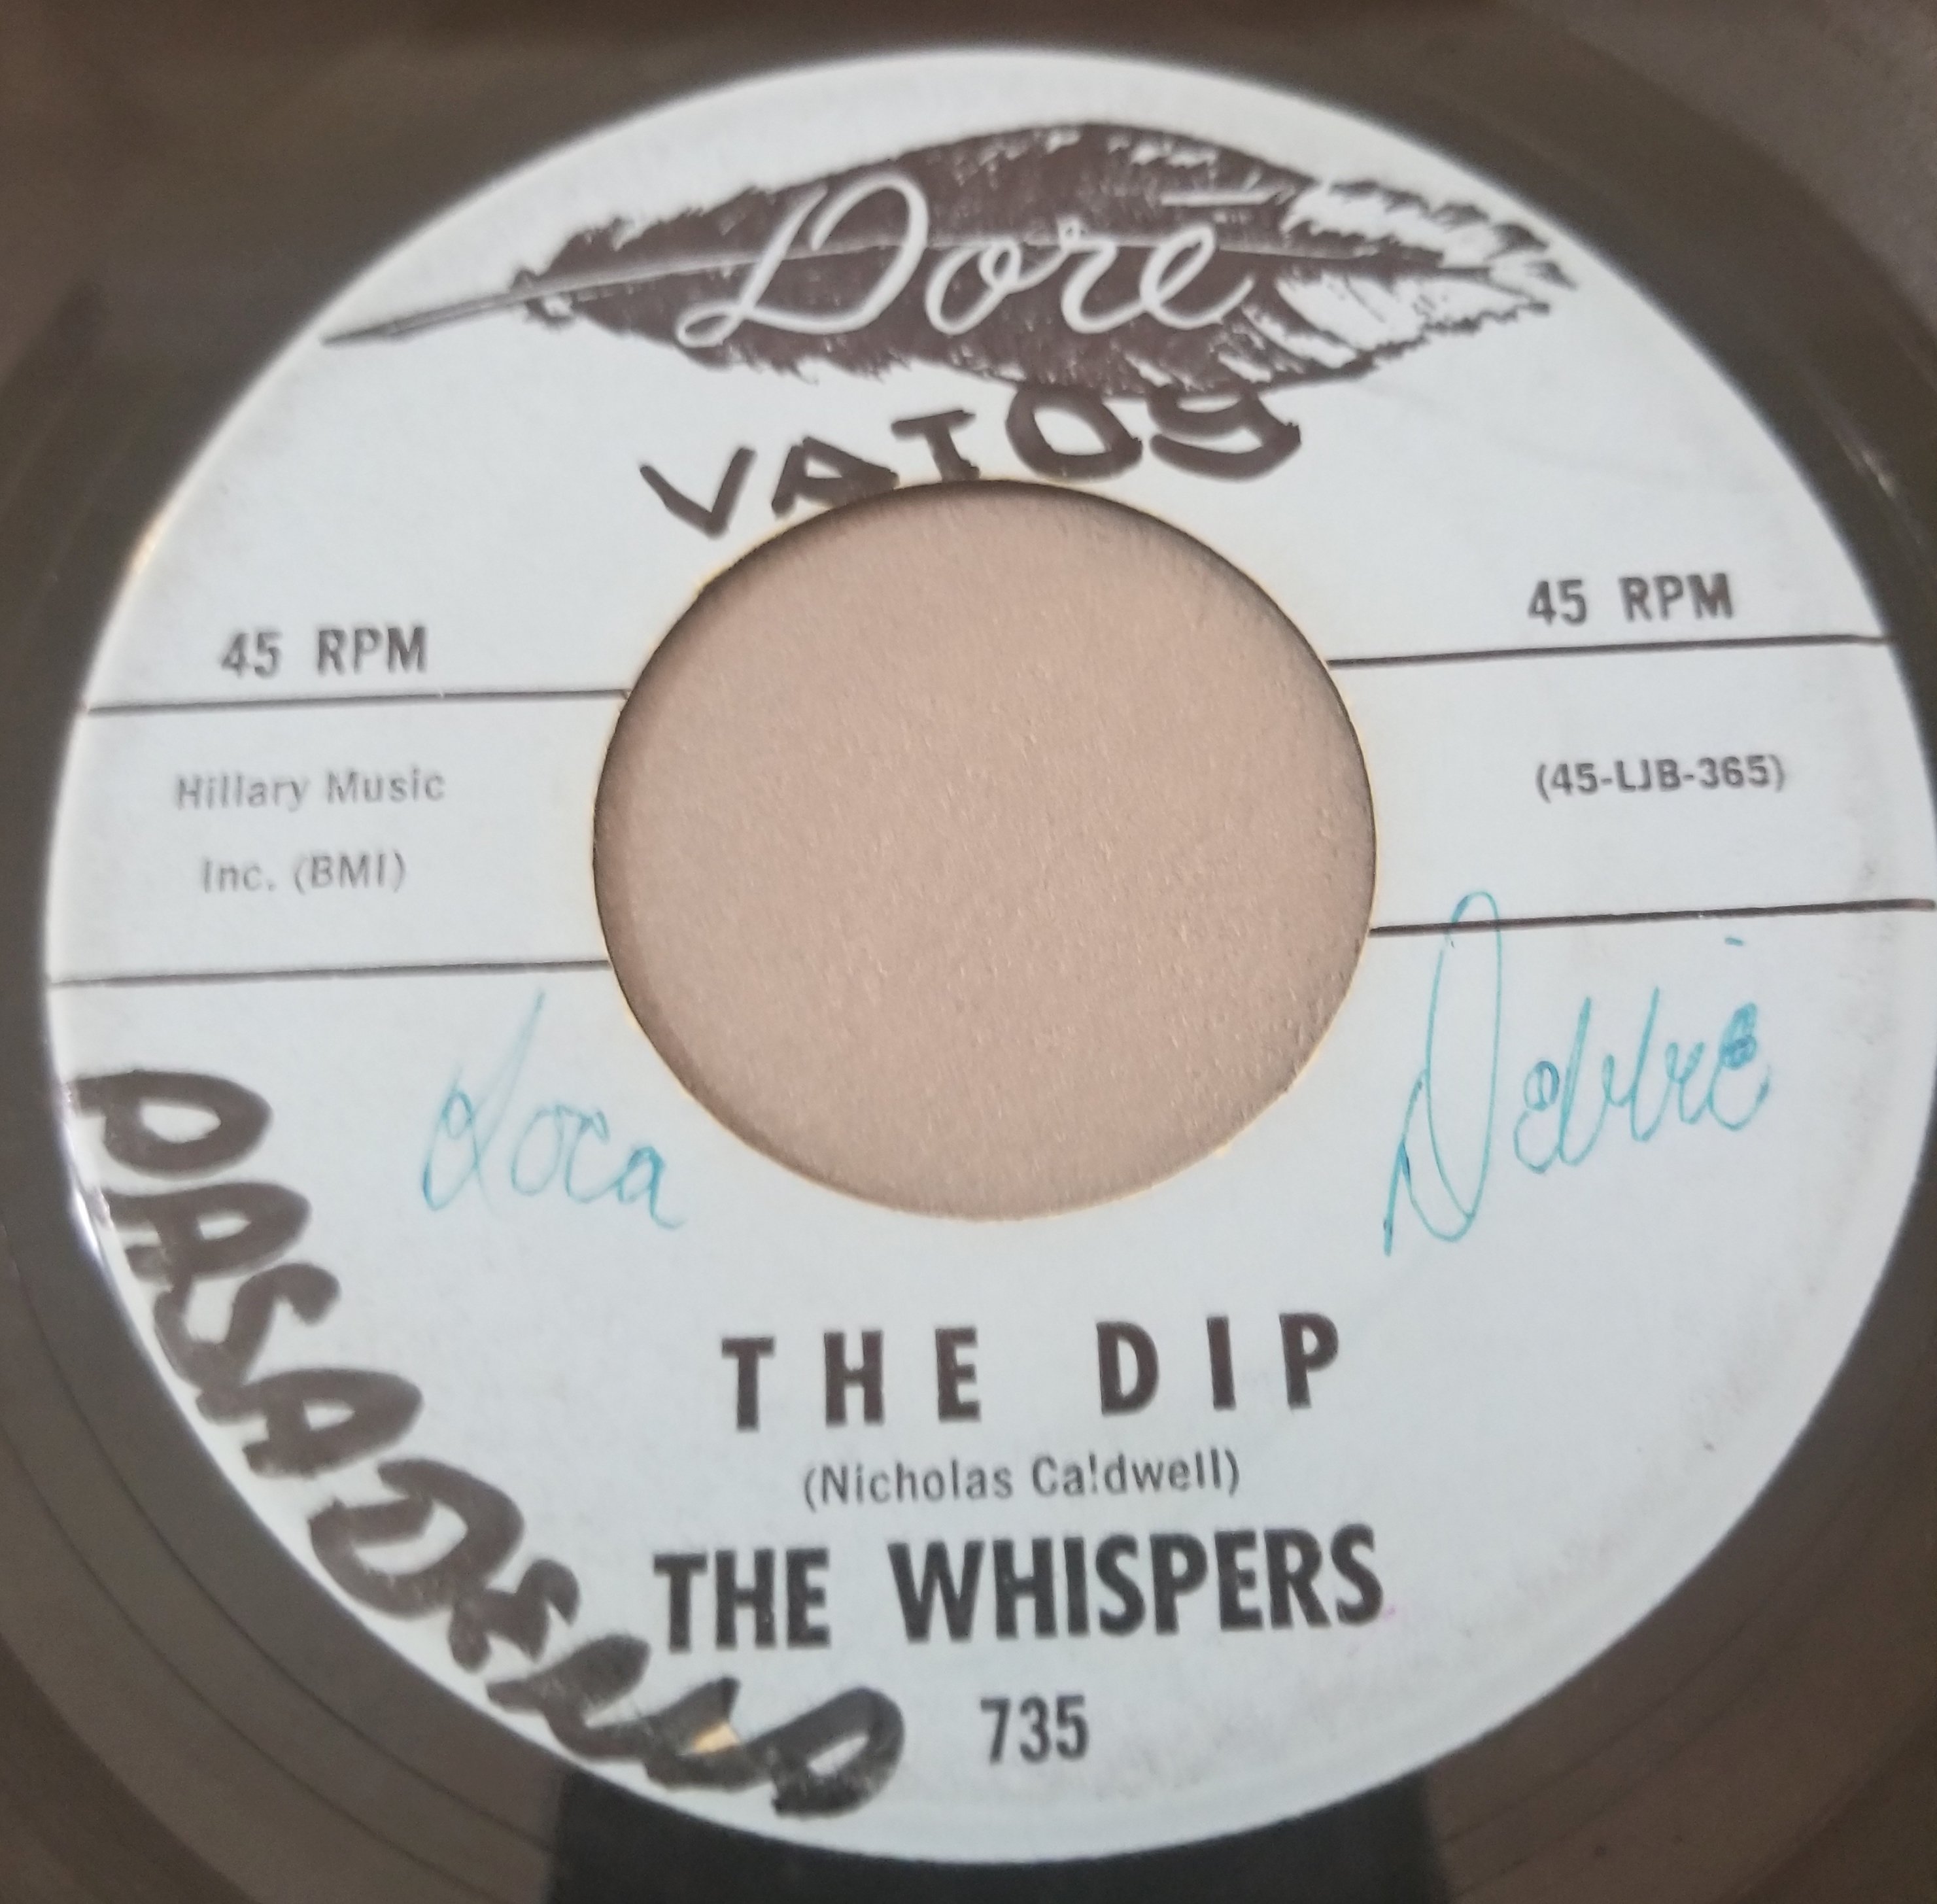 Doré
VATOS
45 RPM
45 RPM
Hillary Music
Inc. (BMI)
(45-LJB-365)
Loca
Debbie
PASADENA
THE DIP
(Nicholas Caldwell)
THE WHISPERS
735